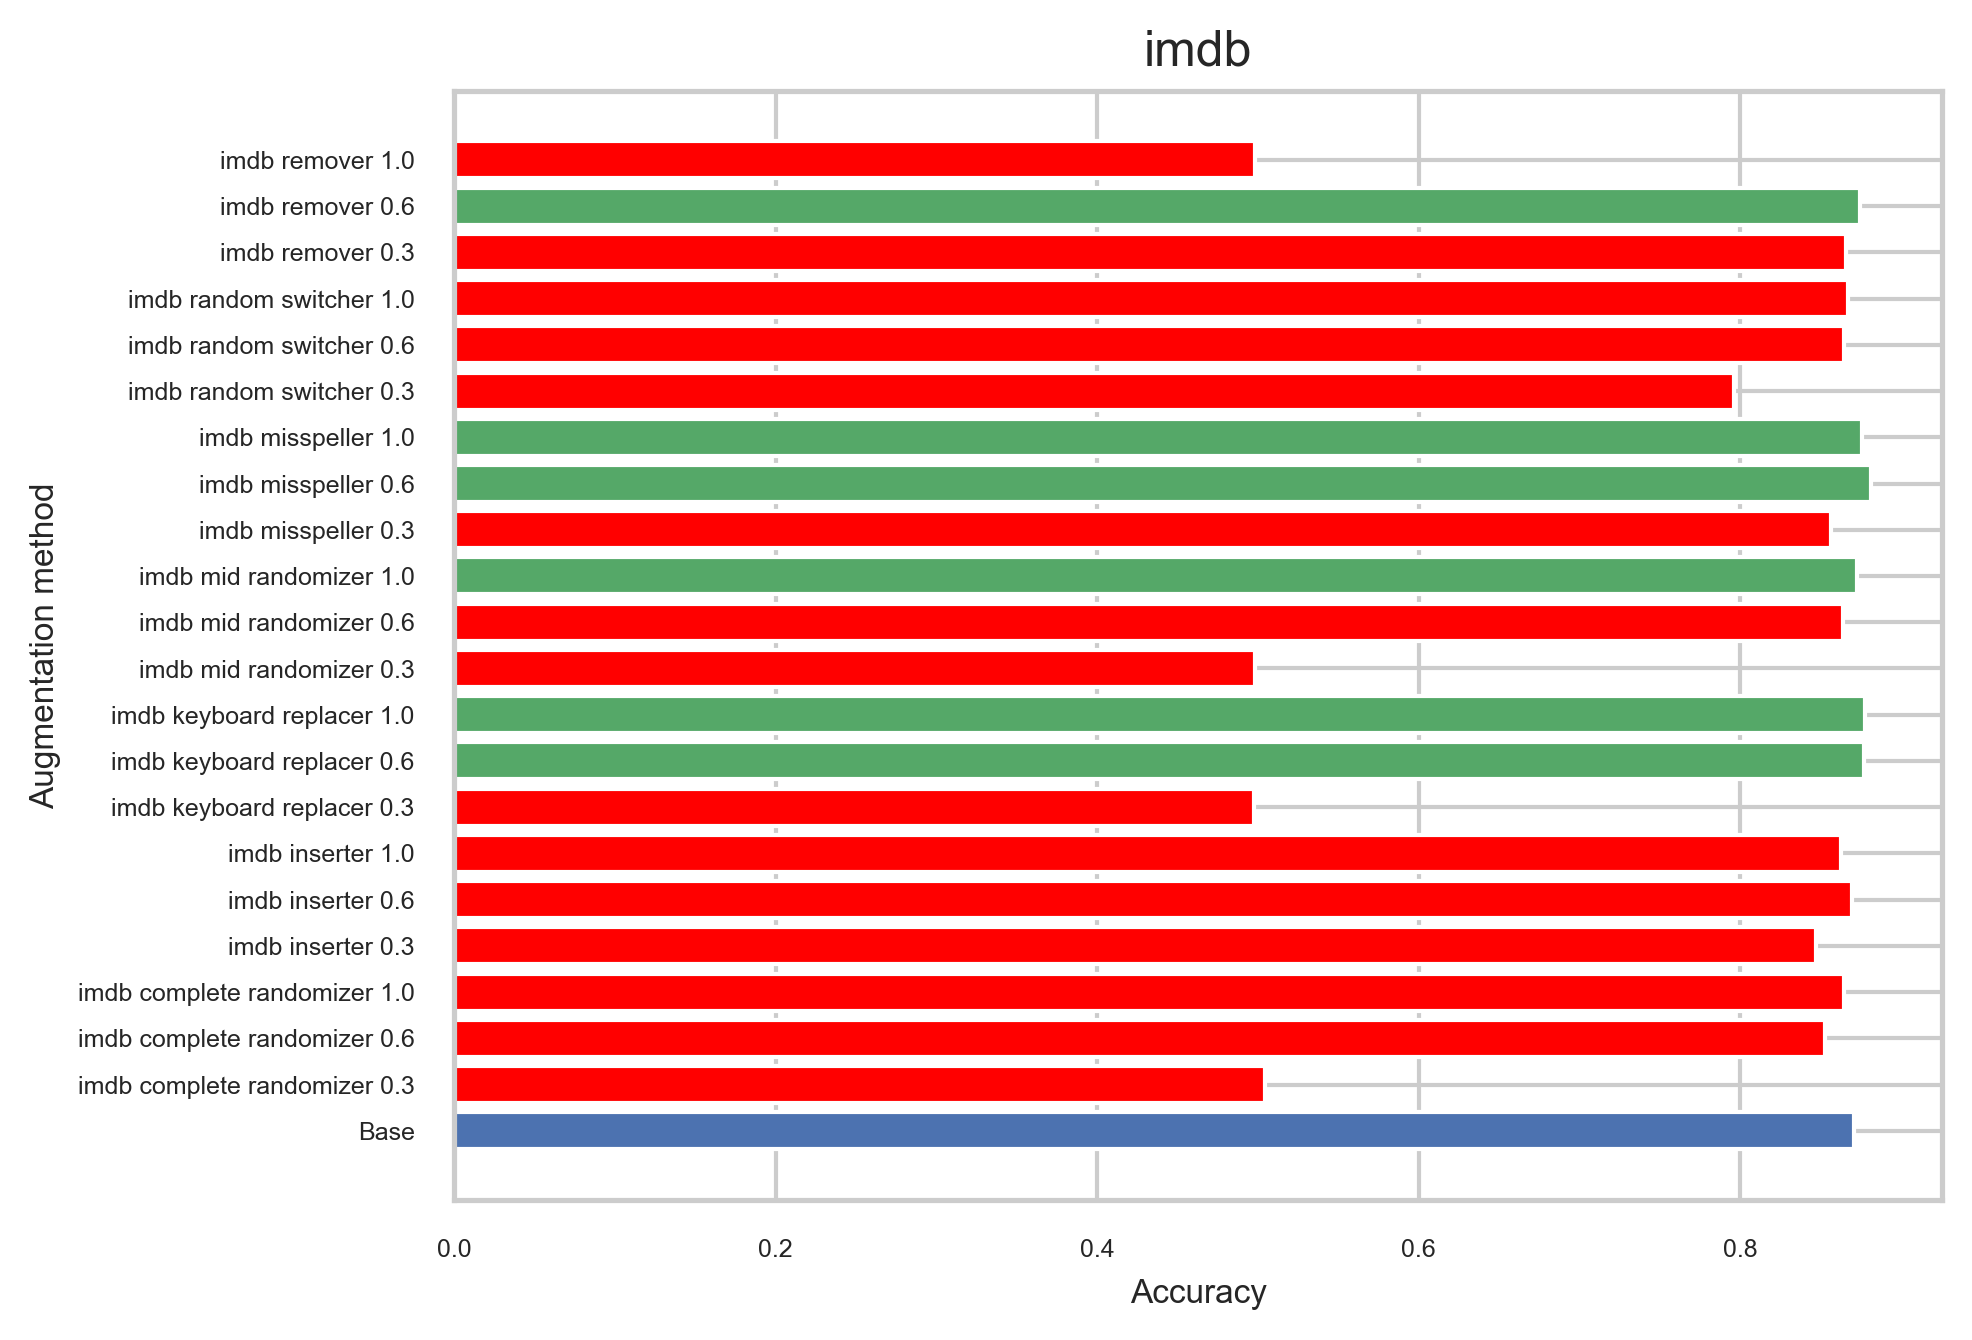 imdb
Augmentation method
imdb remover 1.0
imdb remover 0.6
imdb remover 0.3
imdb random switcher 1.0
imdb random switcher 0.6
imdb random switcher 0.3
imdb misspeller 1.0
imdb misspeller 0.6
imdb misspeller 0.3
imdb mid randomizer 1.0
imdb mid randomizer 0.6
imdb mid randomizer 0.3
imdb keyboard replacer 1.0
imdb keyboard replacer 0.6
imdb keyboard replacer 0.3
imdb inserter 1.0
imdb inserter 0.6
imdb inserter 0.3
imdb complete randomizer 1.0
imdb complete randomizer 0.6
imdb complete randomizer 0.3
Base
0.0 0.2 0.4 0.6 0.8
Accuracy